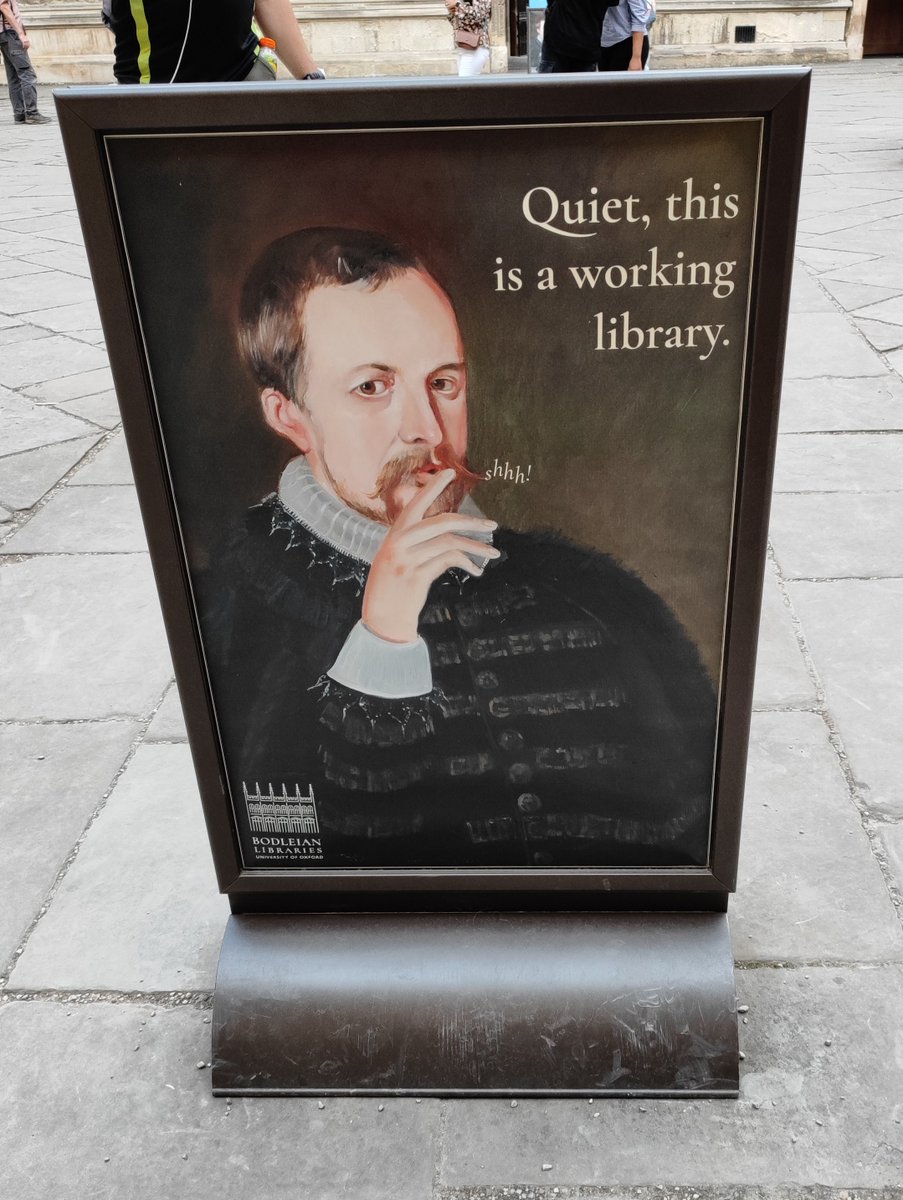 Quiet, this
is a working
library.
shhh!
BODLEIAN
LIBRARIES
UNIVERSITY OF OXFORD